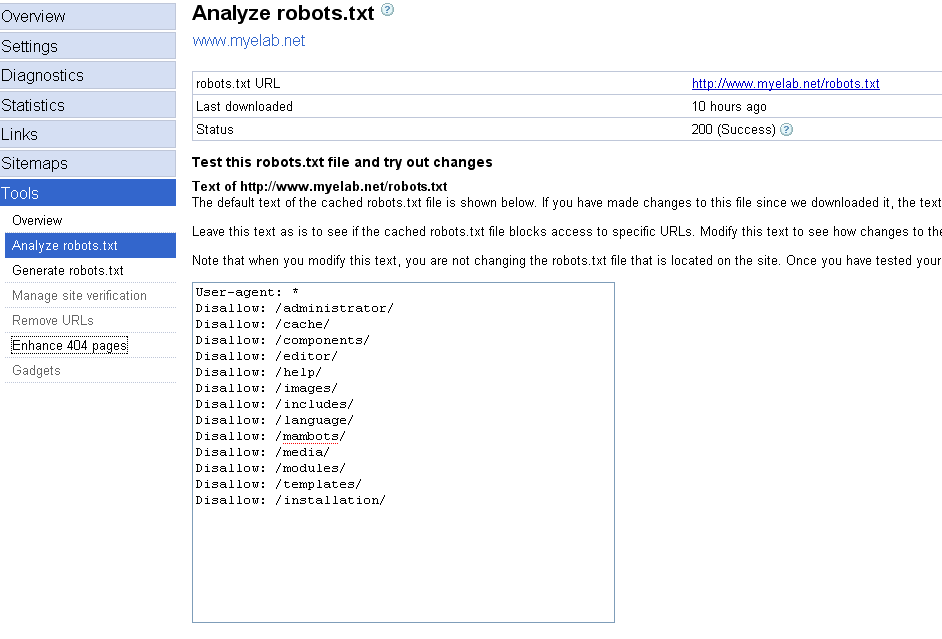 Overview
Settings
Diagnostics
Statistics
Links
Sitemaps
Tools
Overview
Analyze robots.txt
Generate robots.txt
Manage site verification
Remove URLs
Enhance 404 pages
Gadgets
Analyze robots.txt ?
www.myelab.net
robots.txt URL http://www.myelab.net/robots.txt
Last downloaded 10 hours ago
Status 200 (Success) ?
Test this robots.txt file and try out changes
Text of http://www.myelab.net/robots.txt
The default text of the cached robots.txt file is shown below. If you have made changes to this file since we downloaded it, the text
Leave this text as is to see if the cached robots.txt file blocks access to specific URLs. Modify this text to see how changes to the
Note that when you modify this text, you are not changing the robots.txt file that is located on the site. Once you have tested your
User-agent: *
Disallow: /administrator/
Disallow: /cache/
Disallow: /components/
Disallow: /editor/
Disallow: /help/
Disallow: /images/
Disallow: /includes/
Disallow: /language/
Disallow: /mambots/
Disallow: /media/
Disallow: /modules/
Disallow: /templates/
Disallow: /installation/